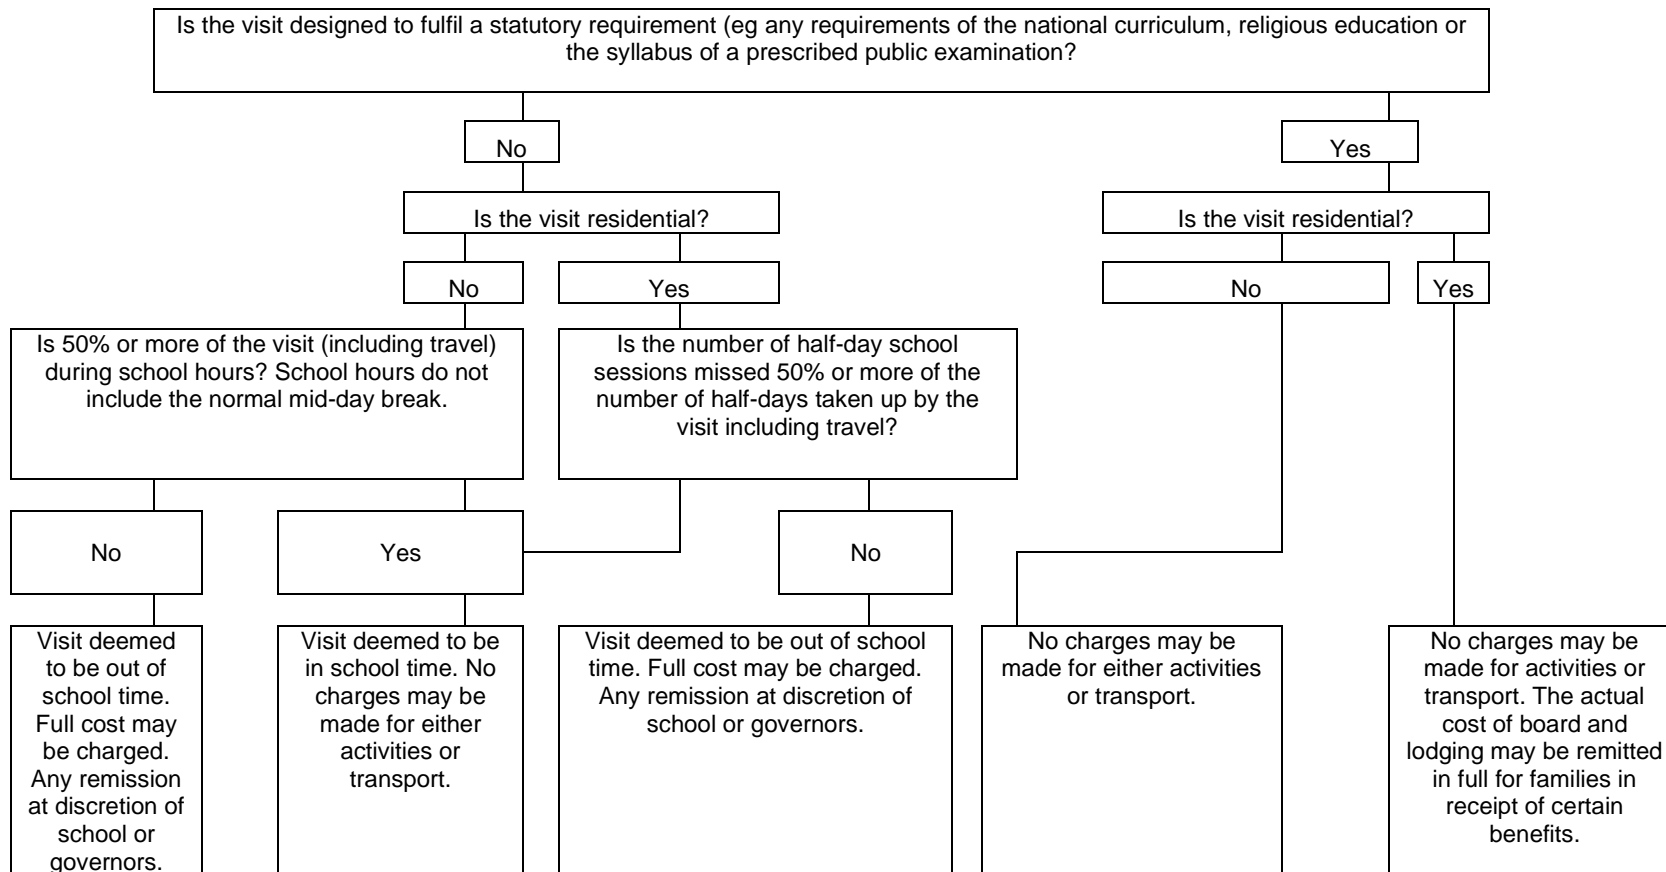 Is the visit designed to fulfil a statutory requirement (eg any requirements of the national curriculum, religious education or
the syllabus of a prescribed public examination?
No
Yes
Is the visit residential?
Is the visit residential?
No
Yes
No
Yes
Is 50% or more of the visit (including travel)
during school hours? School hours do not
include the normal mid-day break.
Is the number of half-day school
sessions missed 50% or more of the
number of half-days taken up by the
visit including travel?
No
Yes
No
Visit deemed
to be out of
school time.
Full cost may
be charged.
Any remission
at discretion of
school or
governors.
Visit deemed to be
in school time. No
charges may be
made for either
activities or
transport.
Visit deemed to be out of school
time. Full cost may be charged.
Any remission at discretion of
school or governors.
No charges may be
made for either activities
or transport.
No charges may be
made for activities or
transport. The actual
cost of board and
lodging may be remitted
in full for families in
receipt of certain
benefits.